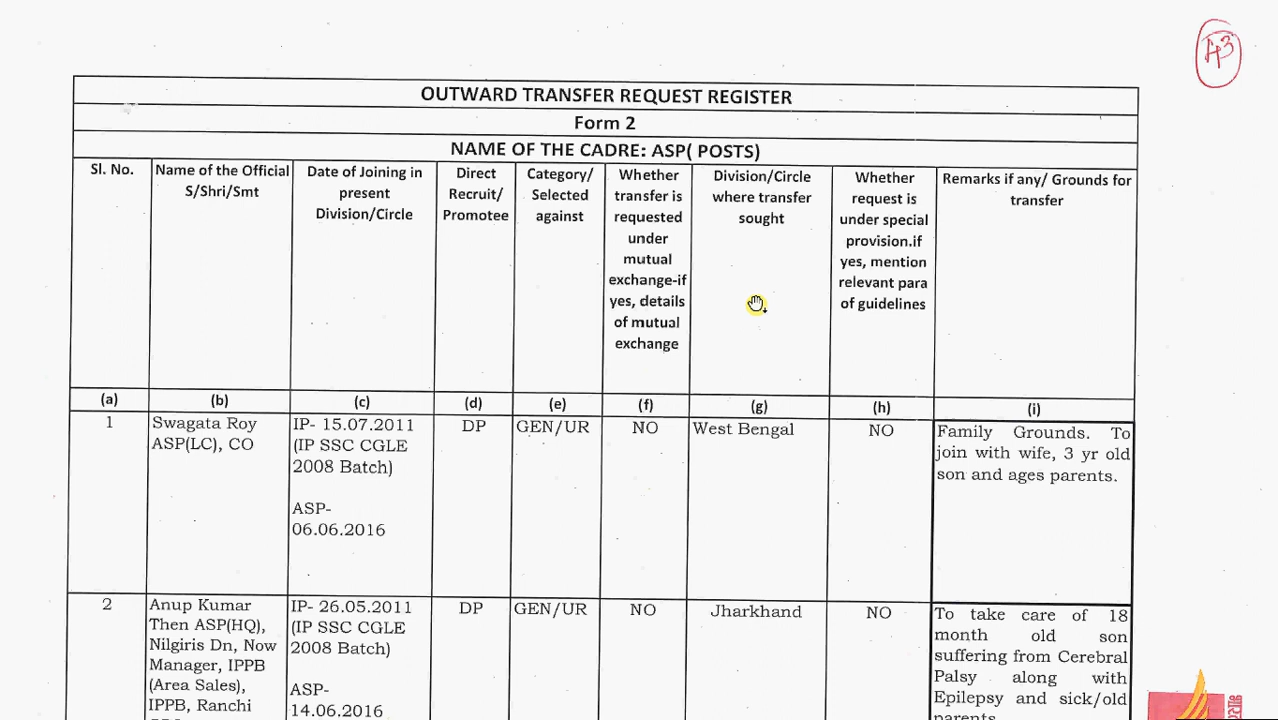 43
OUTWARD TRANSFER REQUEST REGISTER
Form 2
NAME OF THE CADRE: ASP( POSTS)
Sl. No.
Name of the Official
S/Shri/Smt
Date of Joining in
present
Division/Circle
Direct
Recruit/
Promotee
Category/
Selected
against
Whether
transfer is
requested
under
mutual
exchange-if
yes, details
of mutual
exchange
Division/Circle
where transfer
sought
Whether
request is
under special
provision.if
yes, mention
relevant para
of guidelines
Remarks if any/ Grounds for
transfer
(a)
(b)
(c)
(d)
(e)
(f)
(g)
(h)
(i)
1
Swagata Roy
ASP(LC), CO
IP- 15.07.2011
(IP SSC CGLE
2008 Batch)
ASP-
06.06.2016
DP
GEN/UR
NO
West Bengal
NO
Family Grounds. To
join with wife, 3 yr old
son and ages parents.
2
Anup Kumar
Then ASP(HQ),
Nilgiris Dn, Now
Manager, IPPB
(Area Sales),
IPPB, Ranchi
IP- 26.05.2011
(IP SSC CGLE
2008 Batch)
ASP-
14.06.2016
DP
GEN/UR
NO
Jharkhand
NO
To take care of 18
month old son
suffering from Cerebral
Palsy along with
Epilepsy and sick/old
parents